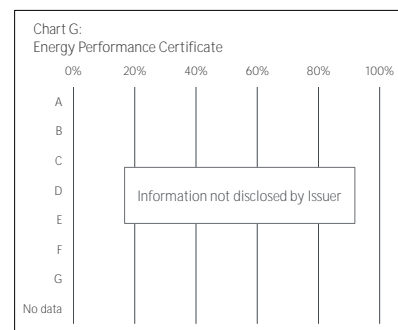 Chart G:
Energy Performance Certificate
0% 20% 40% 60% 80% 100%
A
B
C
D
Information not disclosed by Issuer
E
F
G
No data